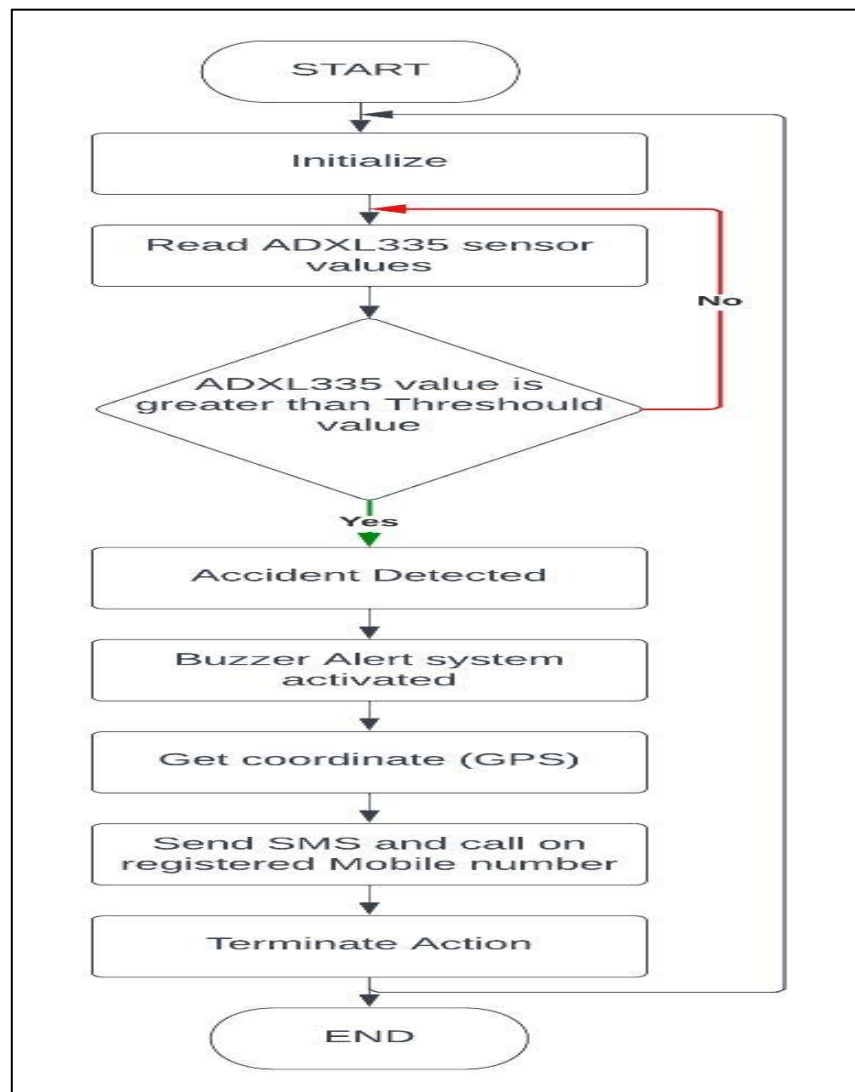 START
Initialize
Read ADXL335 sensor
values
No
ADXL335 value is
greater than Threshould
value
Yes
Accident Detected
Buzzer Alert system
activated
Get coordinate (GPS)
Send SMS and call on
registered Mobile number
Terminate Action
END